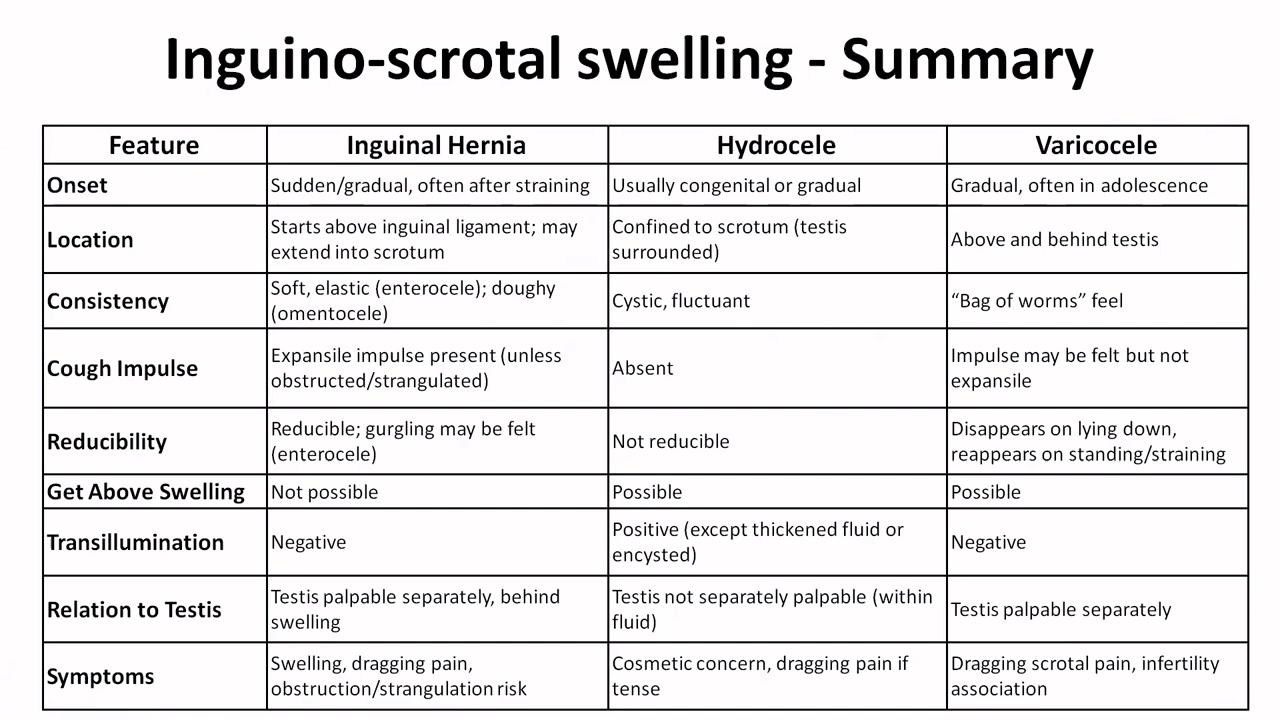 Inguino-scrotal swelling - Summary
Feature
Inguinal Hernia
Hydrocele
Varicocele
Onset
Sudden/gradual, often after straining
Usually congenital or gradual
Gradual, often in adolescence
Location
Starts above inguinal ligament; may
extend into scrotum
Confined to scrotum (testis
surrounded)
Above and behind testis
Consistency
Soft, elastic (enterocele); doughy
(omentocele)
Cystic, fluctuant
“Bag of worms” feel
Cough Impulse
Expansile impulse present (unless
obstructed/strangulated)
Absent
Impulse may be felt but not
expansile
Reducibility
Reducible; gurgling may be felt
(enterocele)
Not reducible
Disappears on lying down,
reappears on standing/straining
Get Above Swelling
Not possible
Possible
Possible
Transillumination
Negative
Positive (except thickened fluid or
encysted)
Negative
Relation to Testis
Testis palpable separately, behind
swelling
Testis not separately palpable (within
fluid)
Testis palpable separately
Symptoms
Swelling, dragging pain,
obstruction/strangulation risk
Cosmetic concern, dragging pain if
tense
Dragging scrotal pain, infertility
association